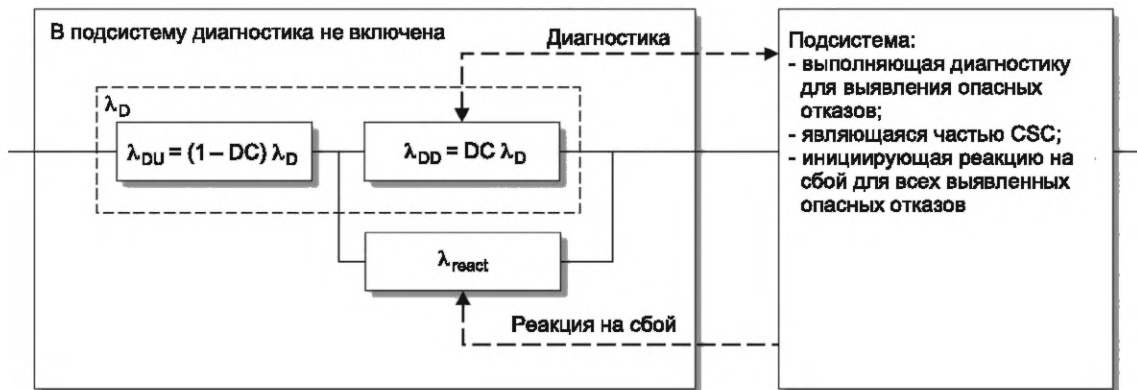 В подсистему диагностика не включена
Диагностика
λD
λDU = (1 – DC) λD
λDD = DC λD
λreact
Реакция на сбой
Подсистема:
- выполняющая диагностику
для выявления опасных
отказов;
- являющаяся частью CSC;
- инициирующая реакцию на
сбой для всех выявленных
опасных отказов